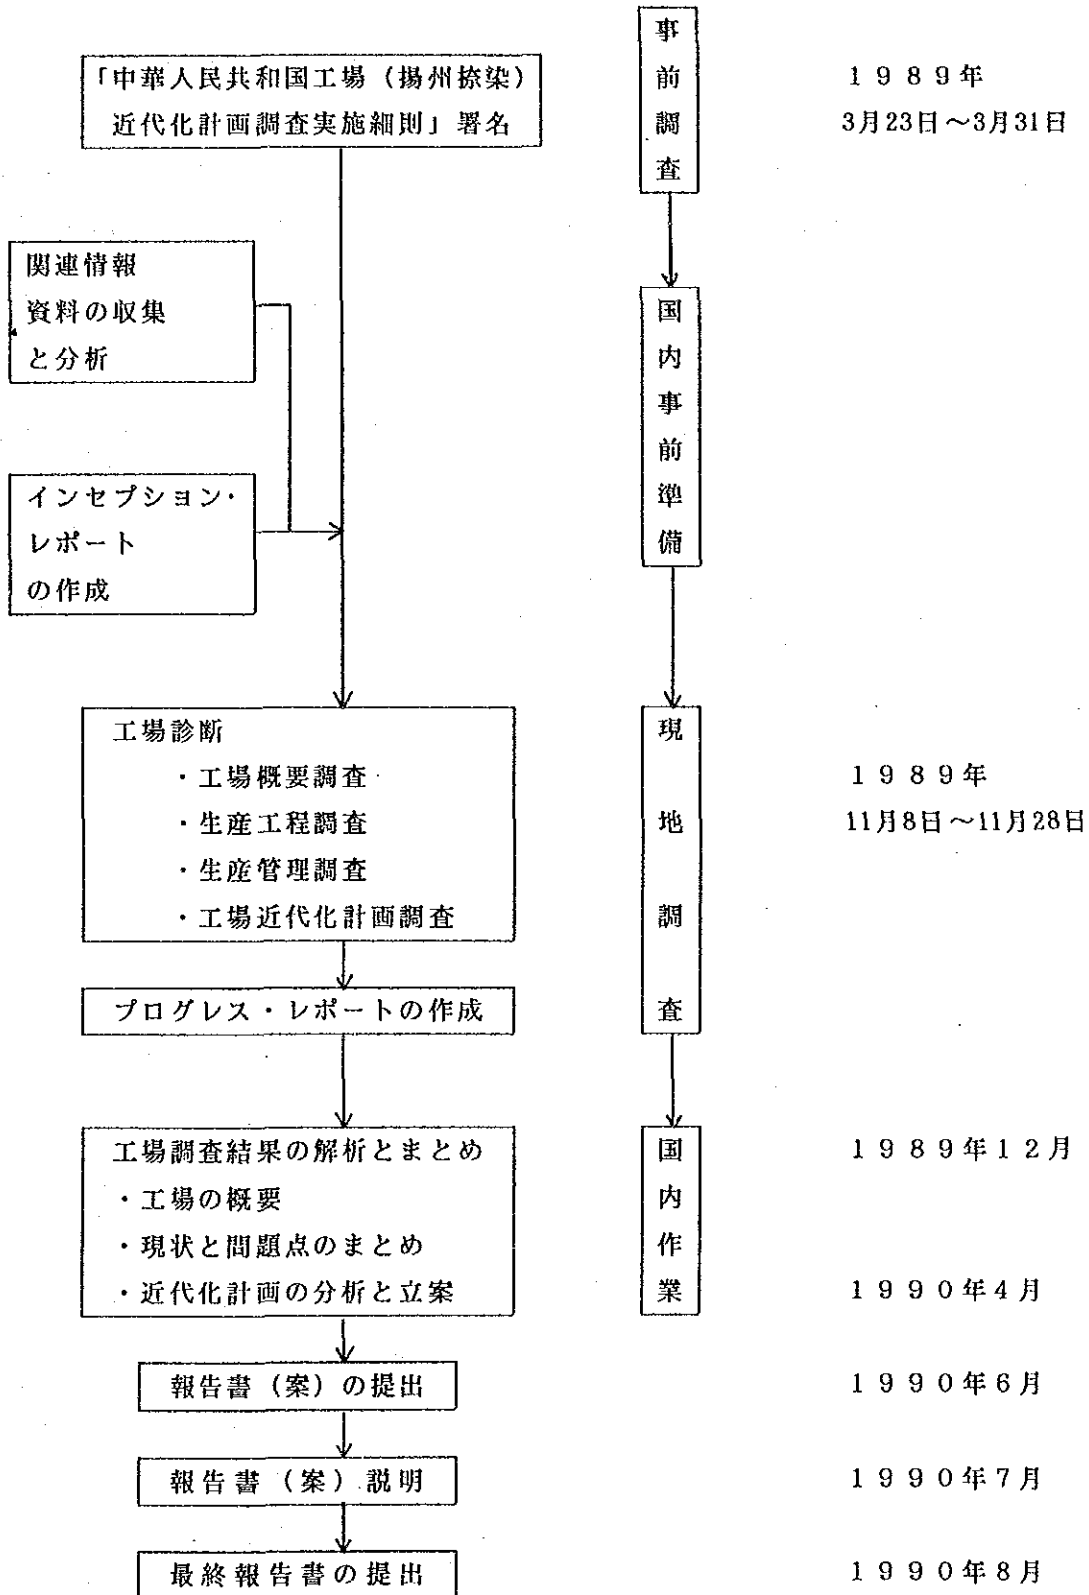 「中華人民共和国工場（揚州捺染）
近代化計画調査実施細則」署名
事前調査
1989年
3月23日～3月31日
関連情報
資料の収集
と分析
インセプション・
レポート
の作成
国内事前準備
工場診断
・工場概要調査
・生産工程調査
・生産管理調査
・工場近代化計画調査
プログレス・レポートの作成
現地調査
1989年
11月8日～11月28日
工場調査結果の解析とまとめ
・工場の概要
・現状と問題点のまとめ
・近代化計画の分析と立案
国内作業
1989年12月
1990年4月
報告書（案）の提出
1990年6月
報告書（案）説明
1990年7月
最終報告書の提出
1990年8月